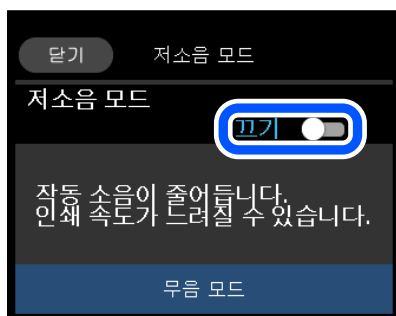 닫기 저소음 모드
저소음 모드
끄기
작동 소음이 줄어듭니다.
인쇄 속도가 느려질 수 있습니다.
무음 모드